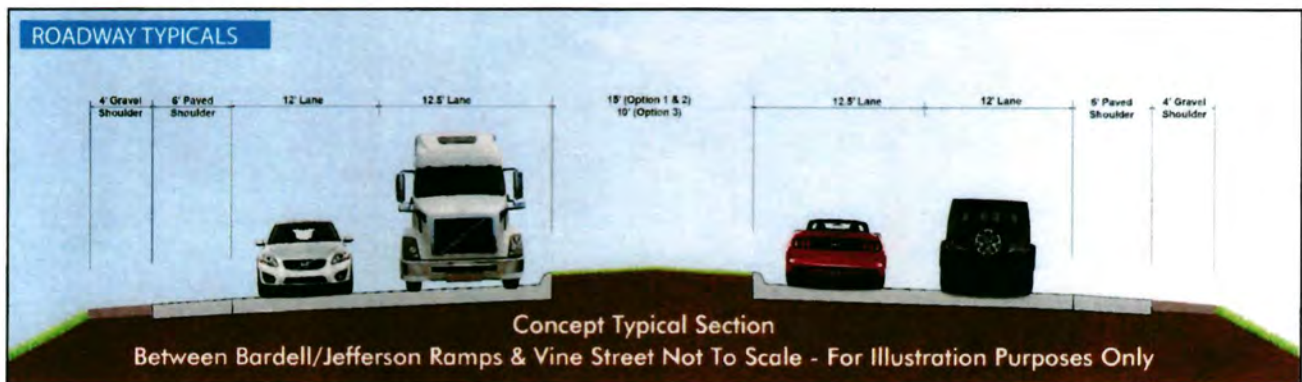 ROADWAY TYPICALS
4' Gravel
Shoulder
6' Paved
Shoulder
12' Lane
12.5' Lane
15' (Option 1 & 2)
10' (Option 3)
12.5' Lane
12' Lane
6' Paved
Shoulder
4' Gravel
Shoulder
Concept Typical Section
Between Bardell/Jefferson Ramps & Vine Street Not To Scale - For Illustration Purposes Only